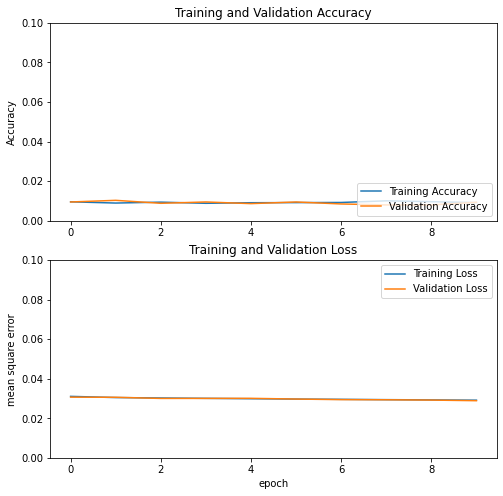 Training and Validation Accuracy
0.10
0.08
0.06
0.04
0.02
0.00
Accuracy
Training Accuracy
Validation Accuracy
0 2 4 6 8
Training and Validation Loss
0.10
0.08
0.06
0.04
0.02
0.00
mean square error
Training Loss
Validation Loss
0 2 4 6 8
epoch